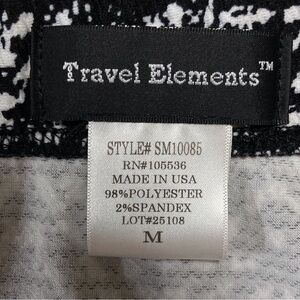 Travel Elements™
STYLE# SM10085
RN#105536
MADE IN USA
98%POLYESTER
2%SPANDEX
LOT#25108
M